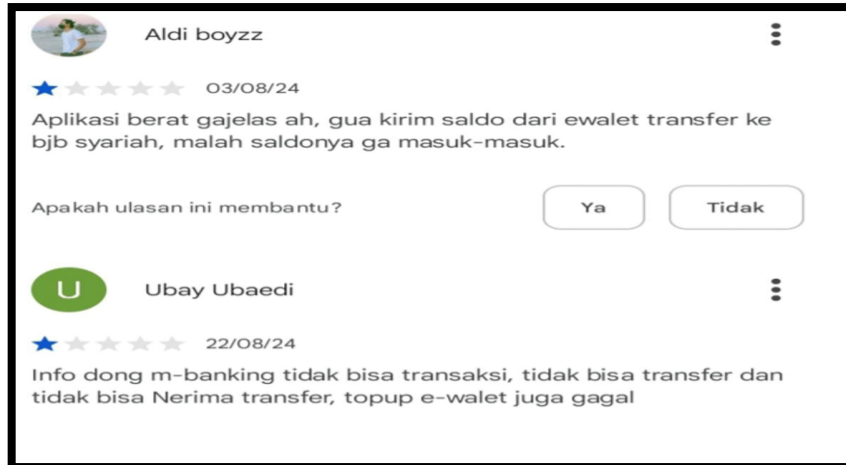 Aldi boyzz
03/08/24
Aplikasi berat gajelas ah, gua kirim saldo dari ewalet transfer ke
bjb syariah, malah saldonya ga masuk-masuk.
Apakah ulasan ini membantu?
Ya
Tidak
U
Ubay Ubaedi
22/08/24
Info dong m-banking tidak bisa transaksi, tidak bisa transfer dan
tidak bisa Nerima transfer, topup e-walet juga gagal